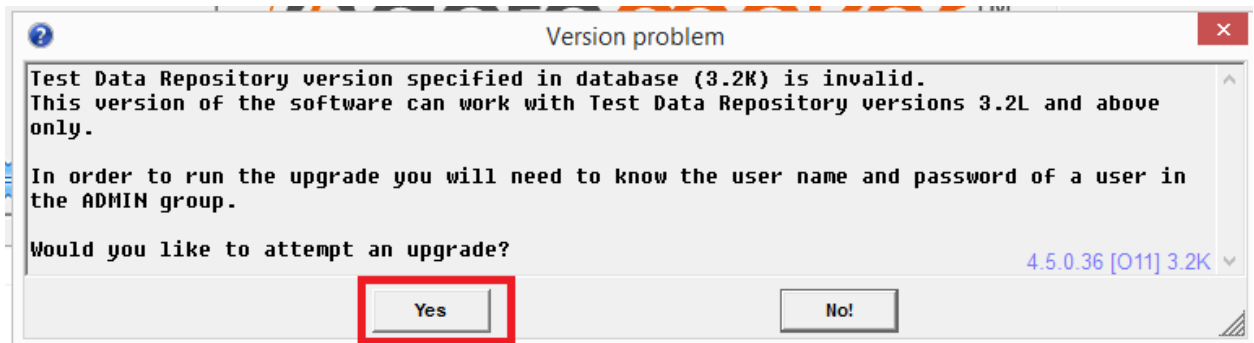 Version problem
Test Data Repository version specified in database (3.2K) is invalid.
This version of the software can work with Test Data Repository versions 3.2L and above
only.
In order to run the upgrade you will need to know the user name and password of a user in
the ADMIN group.
Would you like to attempt an upgrade?
4.5.0.36 [O11] 3.2K
Yes
No!